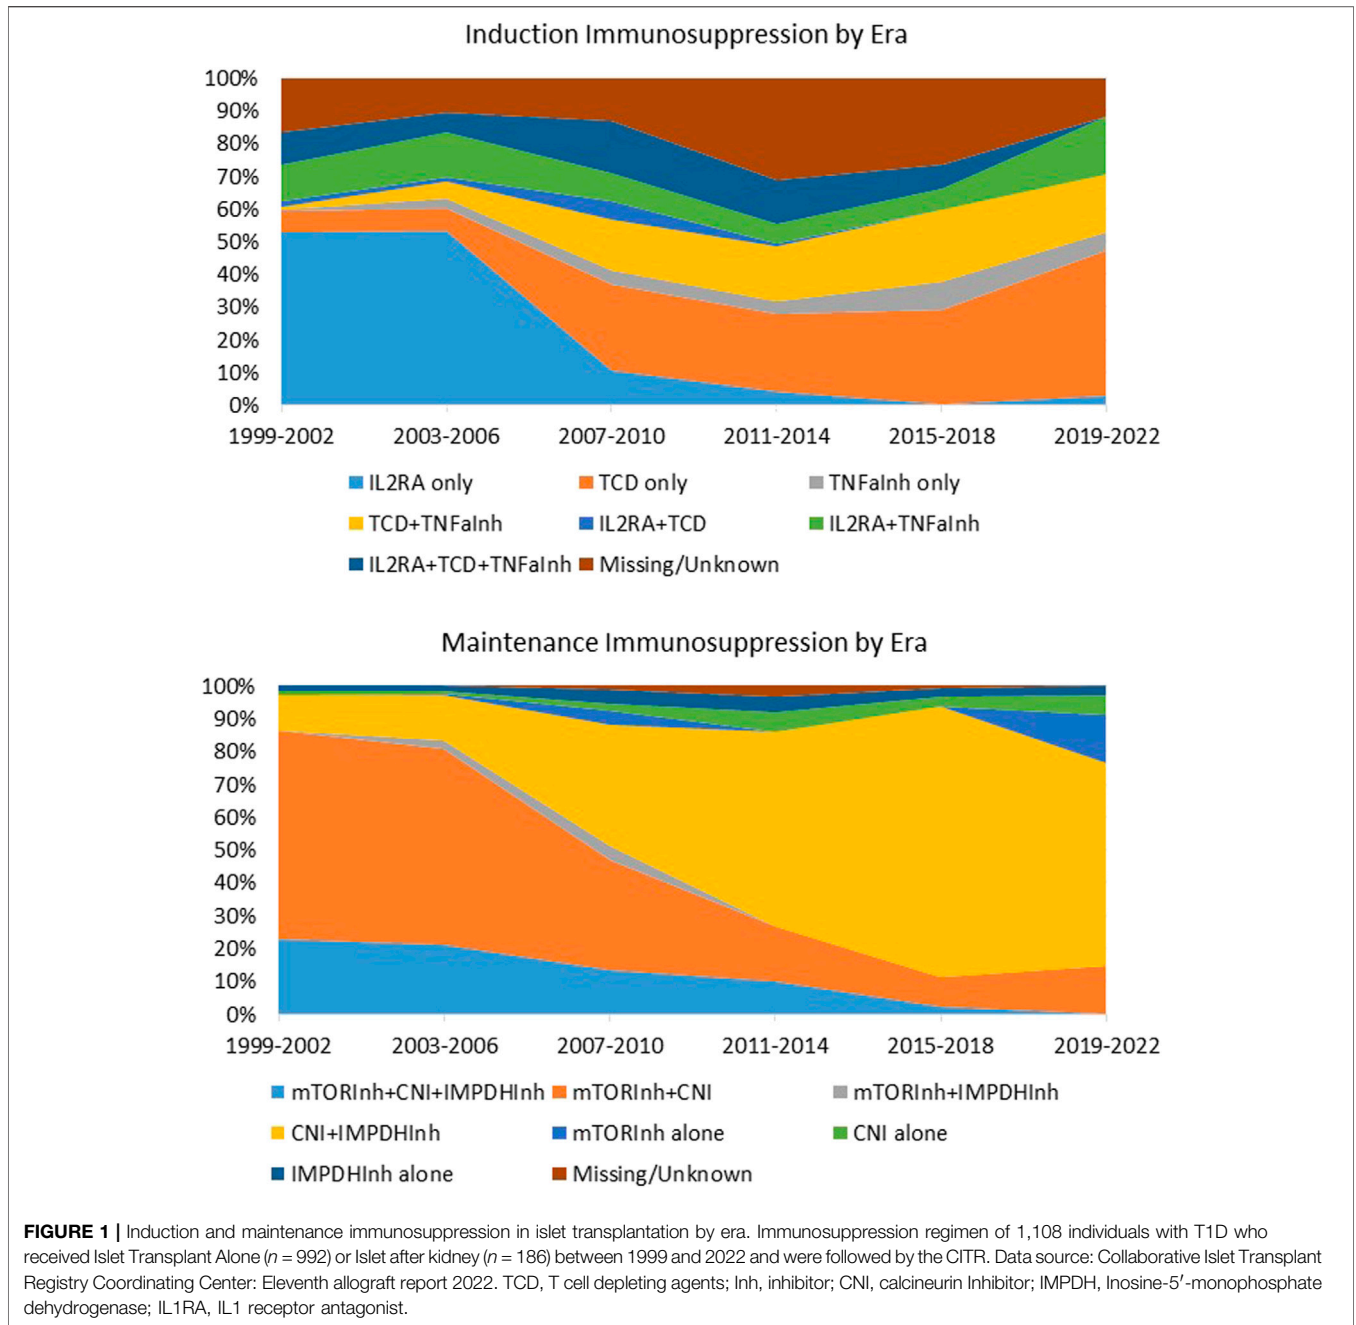 Induction Immunosuppression by Era
100%
90%
80%
70%
60%
50%
40%
30%
20%
10%
0%
1999-2002 2003-2006 2007-2010 2011-2014 2015-2018 2019-2022
IL2RA only TCD only TNFaInh only
TCD+TNFaInh IL2RA+TCD IL2RA+TNFaInh
IL2RA+TCD+TNFaInh Missing/Unknown
Maintenance Immunosuppression by Era
100%
90%
80%
70%
60%
50%
40%
30%
20%
10%
0%
1999-2002 2003-2006 2007-2010 2011-2014 2015-2018 2019-2022
mTORInh+CNI+IMPDHInh mTORInh+CNI mTORInh+IMPDHInh
CNI+IMPDHInh mTORInh alone CNI alone
IMPDHInh alone Missing/Unknown
FIGURE 1 | Induction and maintenance immunosuppression in islet transplantation by era. Immunosuppression regimen of 1,108 individuals with T1D who
received Islet Transplant Alone (n = 992) or Islet after kidney (n = 186) between 1999 and 2022 and were followed by the CITR. Data source: Collaborative Islet Transplant
Registry Coordinating Center: Eleventh allograft report 2022. TCD, T cell depleting agents; Inh, inhibitor; CNI, calcineurin Inhibitor; IMPDH, Inosine-5′-monophosphate
dehydrogenase; IL1RA, IL1 receptor antagonist.